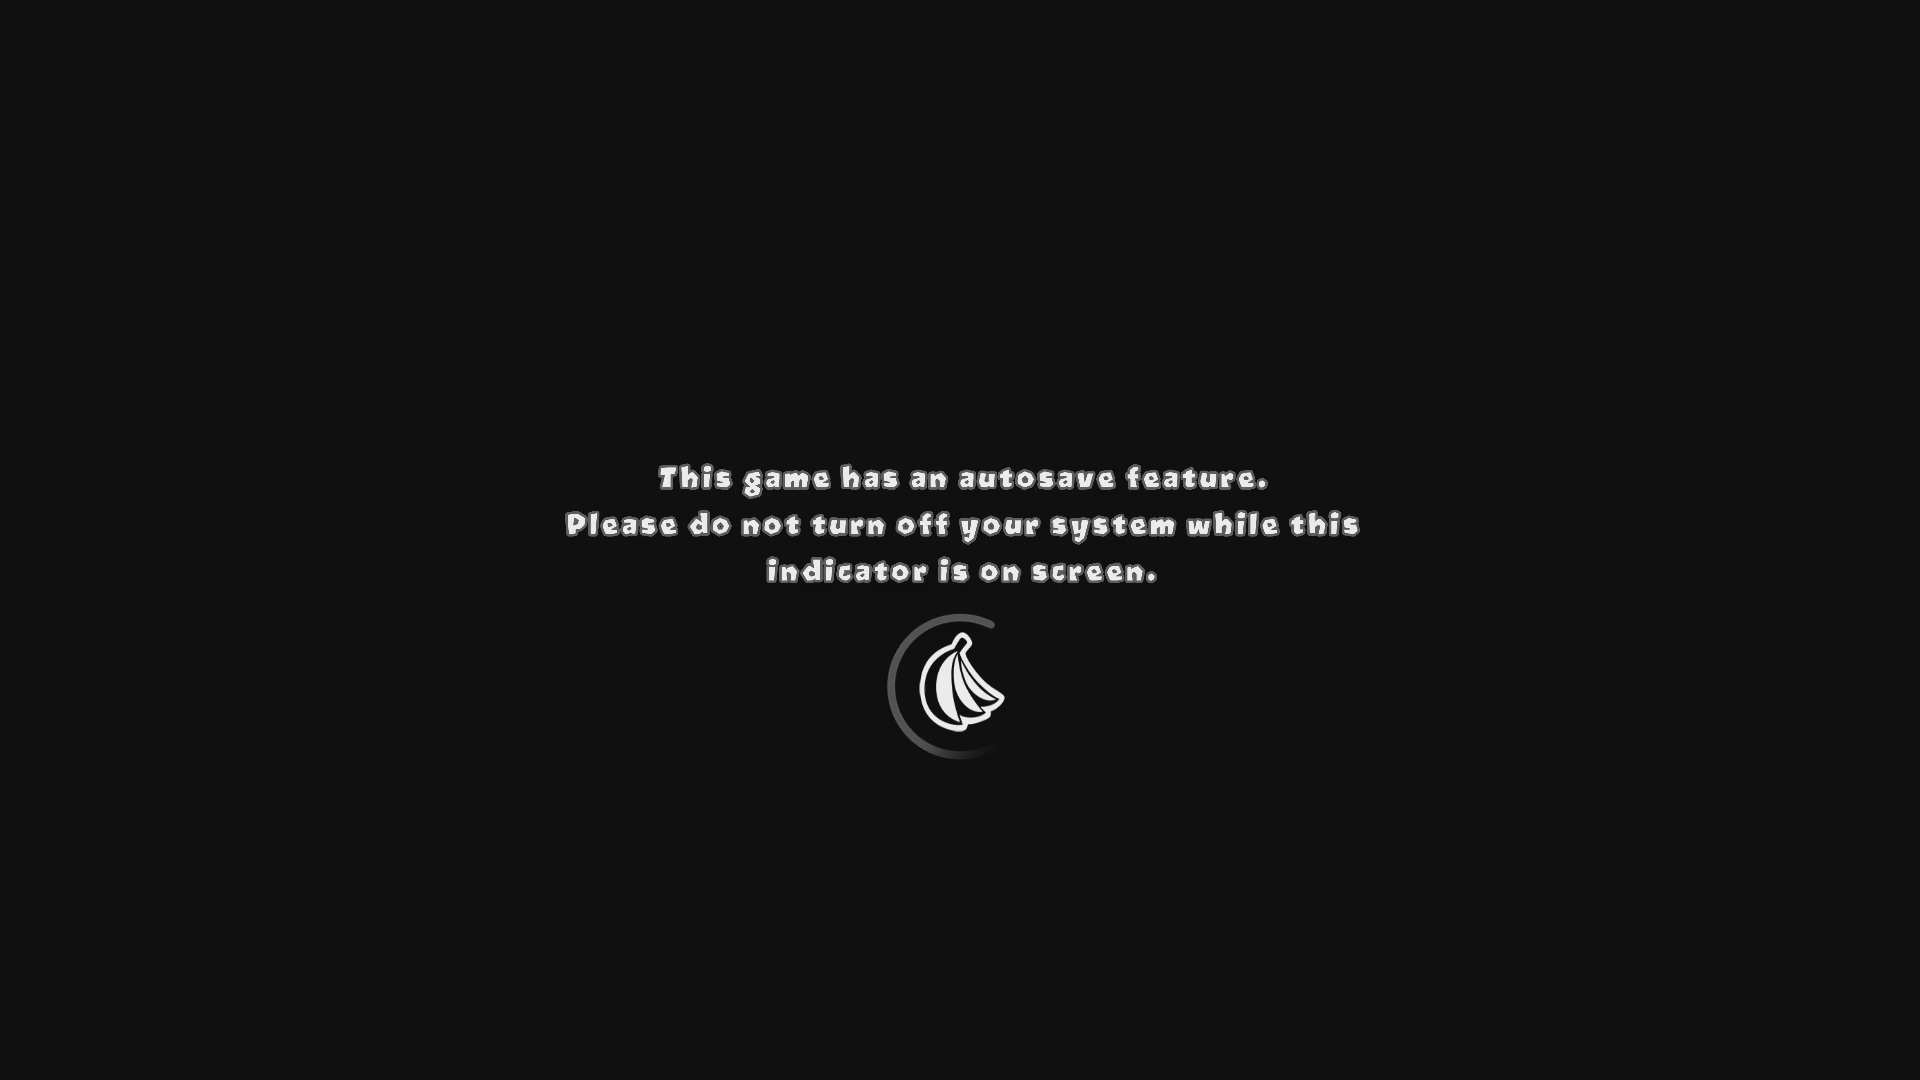 This game has an autosave feature.
Please do not turn off your system while this
indicator is on screen.